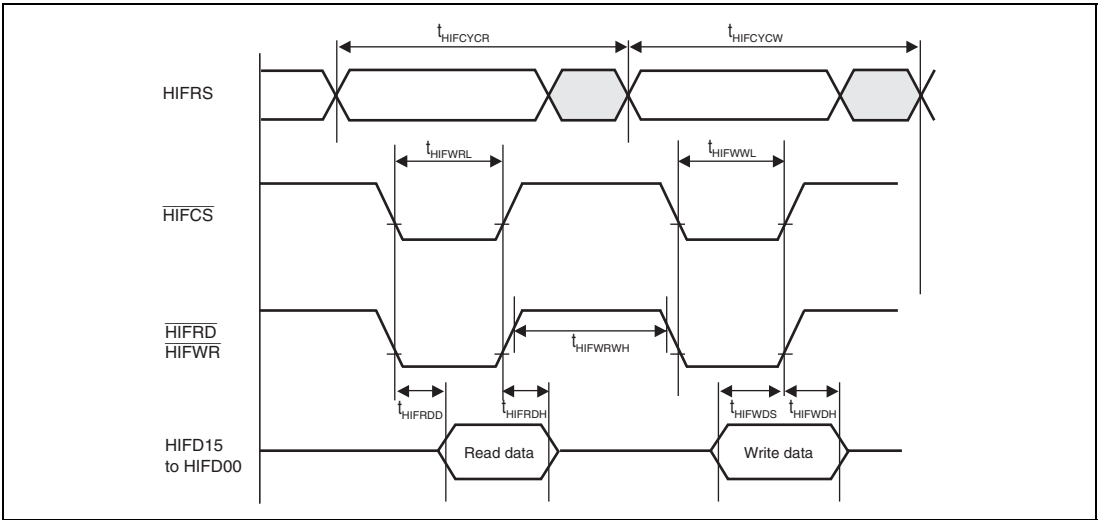 tHIFCYCR tHIFCYCW
HIFRS
tHIFWRL tHIFWWL
HIFCS
HIFRD
HIFWR
tHIFWRWH
tHIFRDD tHIFRDH tHIFWDS tHIFWDH
HIFD15
to HIFD00
Read data Write data